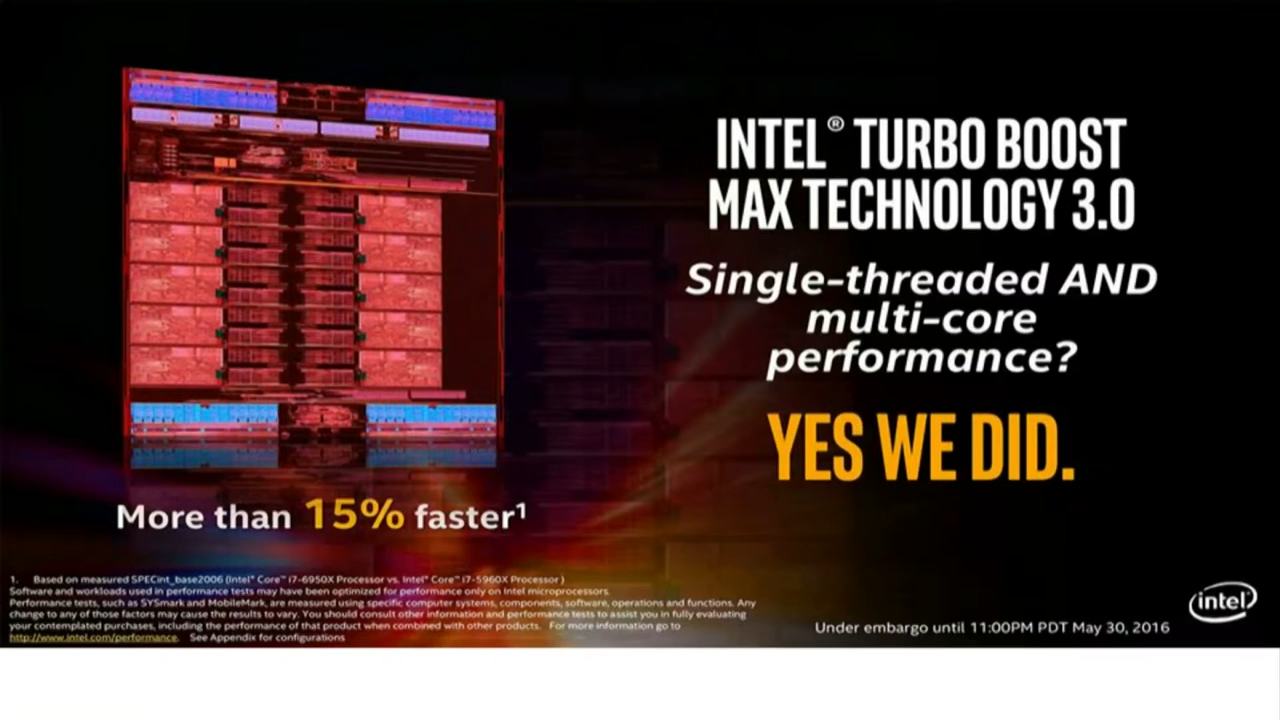 INTEL® TURBO BOOST
MAX TECHNOLOGY 3.0
Single-threaded AND
multi-core
performance?
YES WE DID.
More than 15% faster¹
1. Based on measured SPECint_base2006 (Intel® Core™ i7-6950X Processor vs. Intel® Core™ i7-5960X Processor)
Software and workloads used in performance tests may have been optimized for performance only on Intel microprocessors.
Performance tests, such as SYSmark and MobileMark, are measured using specific computer systems, components, software, operations and functions. Any
change to any of those factors may cause the results to vary. You should consult other information and performance tests to assist you in fully evaluating
your contemplated purchases, including the performance of that product when combined with other products. For more information go to
http://www.intel.com/performance. See Appendix for configurations
Under embargo until 11:00PM PDT May 30, 2016
intel®